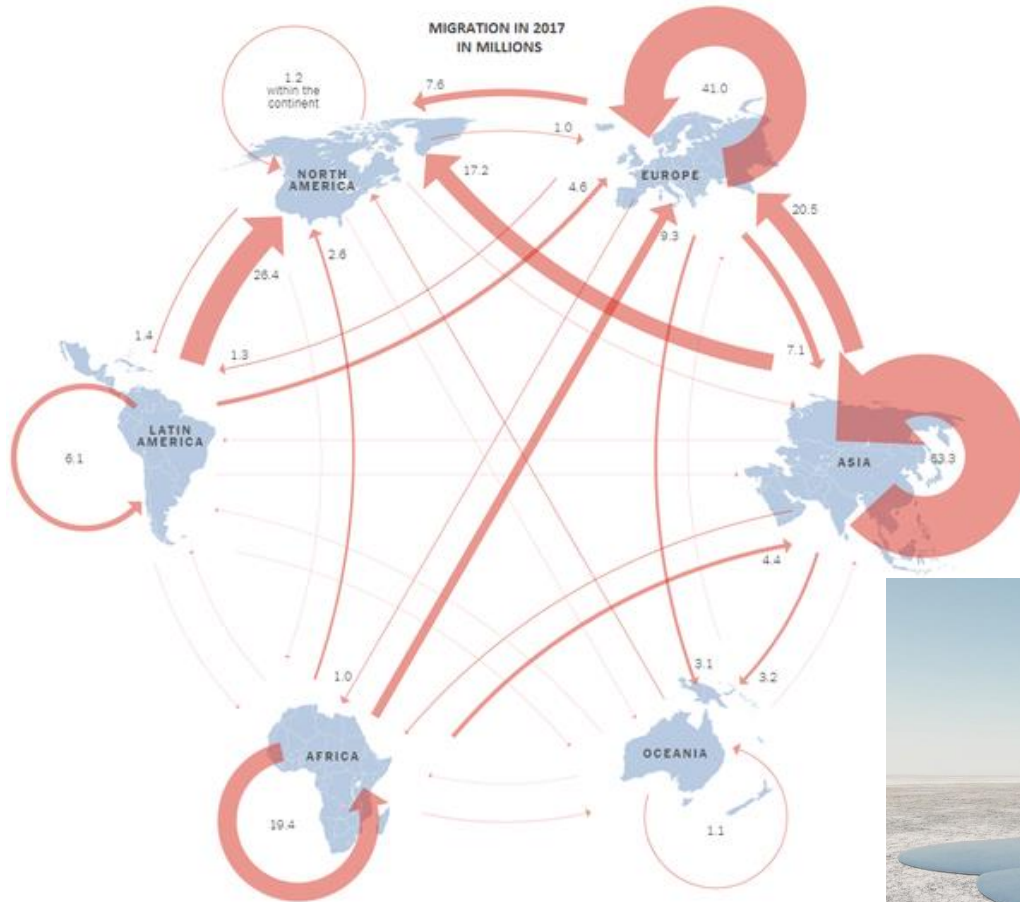 MIGRATION IN 2017
IN MILLIONS
1.2
within the
continent
7.6
41.0
1.0
NORTH
AMERICA
17.2
4.6
EUROPE
20.5
9.3
2.6
26.4
1.4
1.3
7.1
LATIN
AMERICA
6.1
ASIA
63.3
4.4
1.0
3.1
3.2
AFRICA
OCEANIA
19.4
1.1